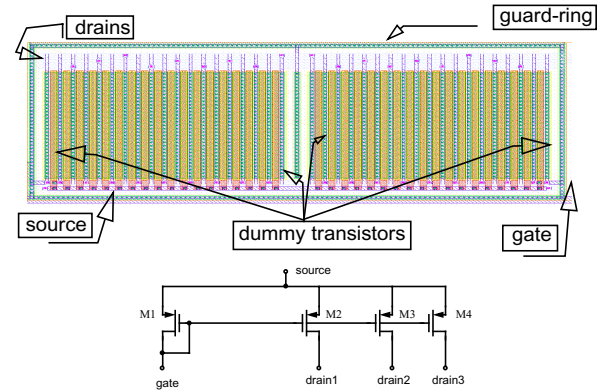 drains
guard-ring
source
dummy transistors
gate
source
M1
M2
M3
M4
gate
drain1
drain2
drain3